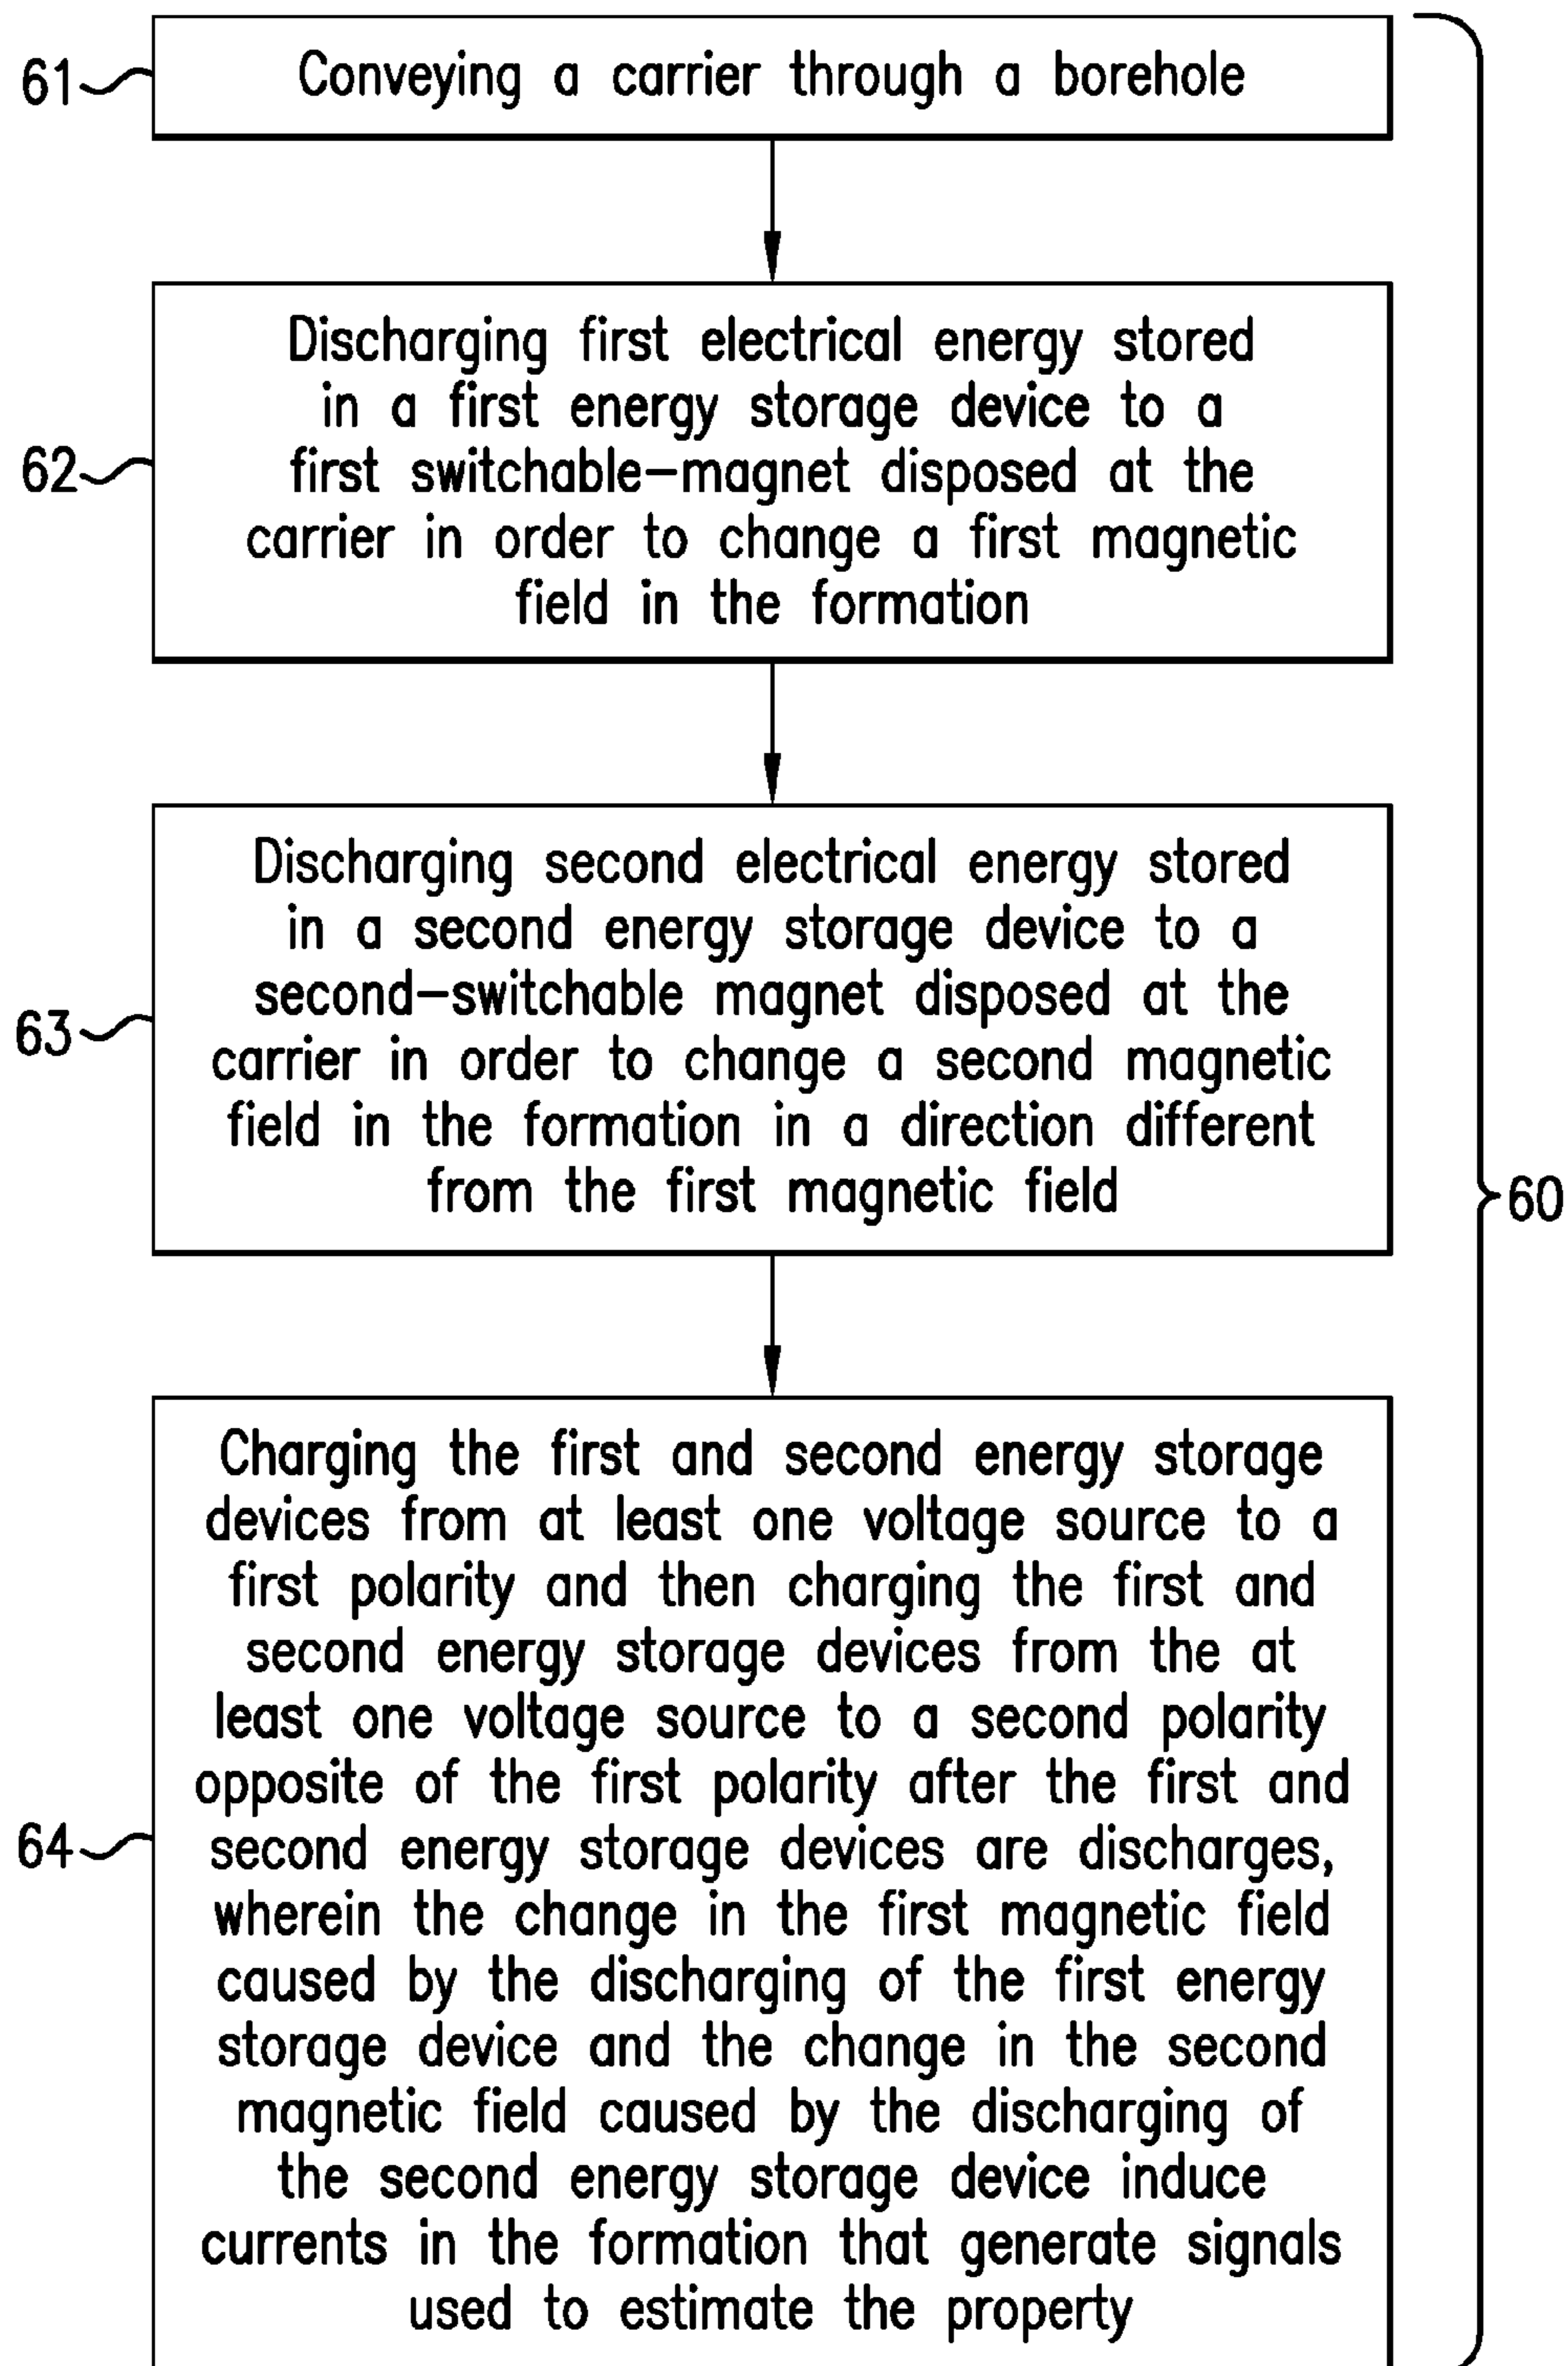 61
Conveying a carrier through a borehole
62
Discharging first electrical energy stored
in a first energy storage device to a
first switchable-magnet disposed at the
carrier in order to change a first magnetic
field in the formation
63
Discharging second electrical energy stored
in a second energy storage device to a
second-switchable magnet disposed at the
carrier in order to change a second magnetic
field in the formation in a direction different
from the first magnetic field
60
64
Charging the first and second energy storage
devices from at least one voltage source to a
first polarity and then charging the first and
second energy storage devices from the at
least one voltage source to a second polarity
opposite of the first polarity after the first and
second energy storage devices are discharges,
wherein the change in the first magnetic field
caused by the discharging of the first energy
storage device and the change in the second
magnetic field caused by the discharging of
the second energy storage device induce
currents in the formation that generate signals
used to estimate the property